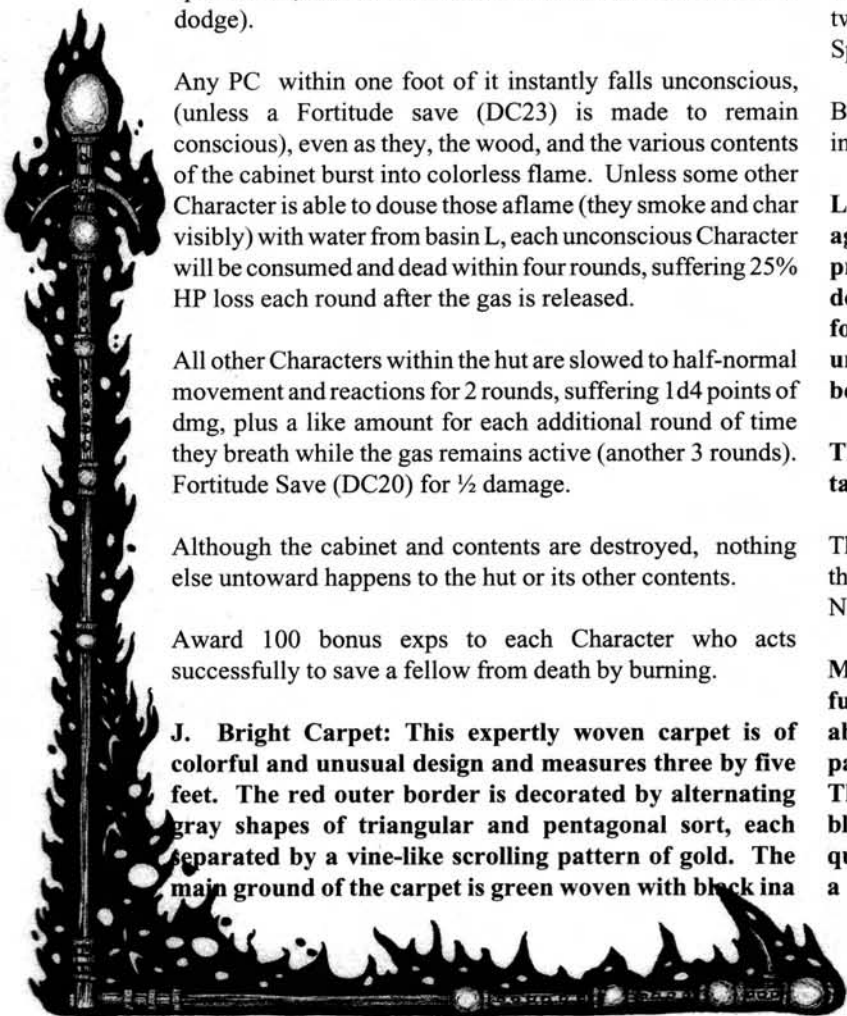 dodge).
Any PC within one foot of it instantly falls unconscious,
(unless a Fortitude save (DC23) is made to remain
conscious), even as they, the wood, and the various contents
of the cabinet burst into colorless flame. Unless some other
Character is able to douse those aflame (they smoke and char
visibly) with water from basin L, each unconscious Character
will be consumed and dead within four rounds, suffering 25%
HP loss each round after the gas is released.
All other Characters within the hut are slowed to half-normal
movement and reactions for 2 rounds, suffering 1d4 points of
dmg, plus a like amount for each additional round of time
they breath while the gas remains active (another 3 rounds).
Fortitude Save (DC20) for ½ damage.
Although the cabinet and contents are destroyed, nothing
else untoward happens to the hut or its other contents.
Award 100 bonus exps to each Character who acts
successfully to save a fellow from death by burning.
J. Bright Carpet: This expertly woven carpet is of
colorful and unusual design and measures three by five
feet. The red outer border is decorated by alternating
gray shapes of triangular and pentagonal sort, each
separated by a vine-like scrolling pattern of gold. The
main ground of the carpet is green woven with black ina